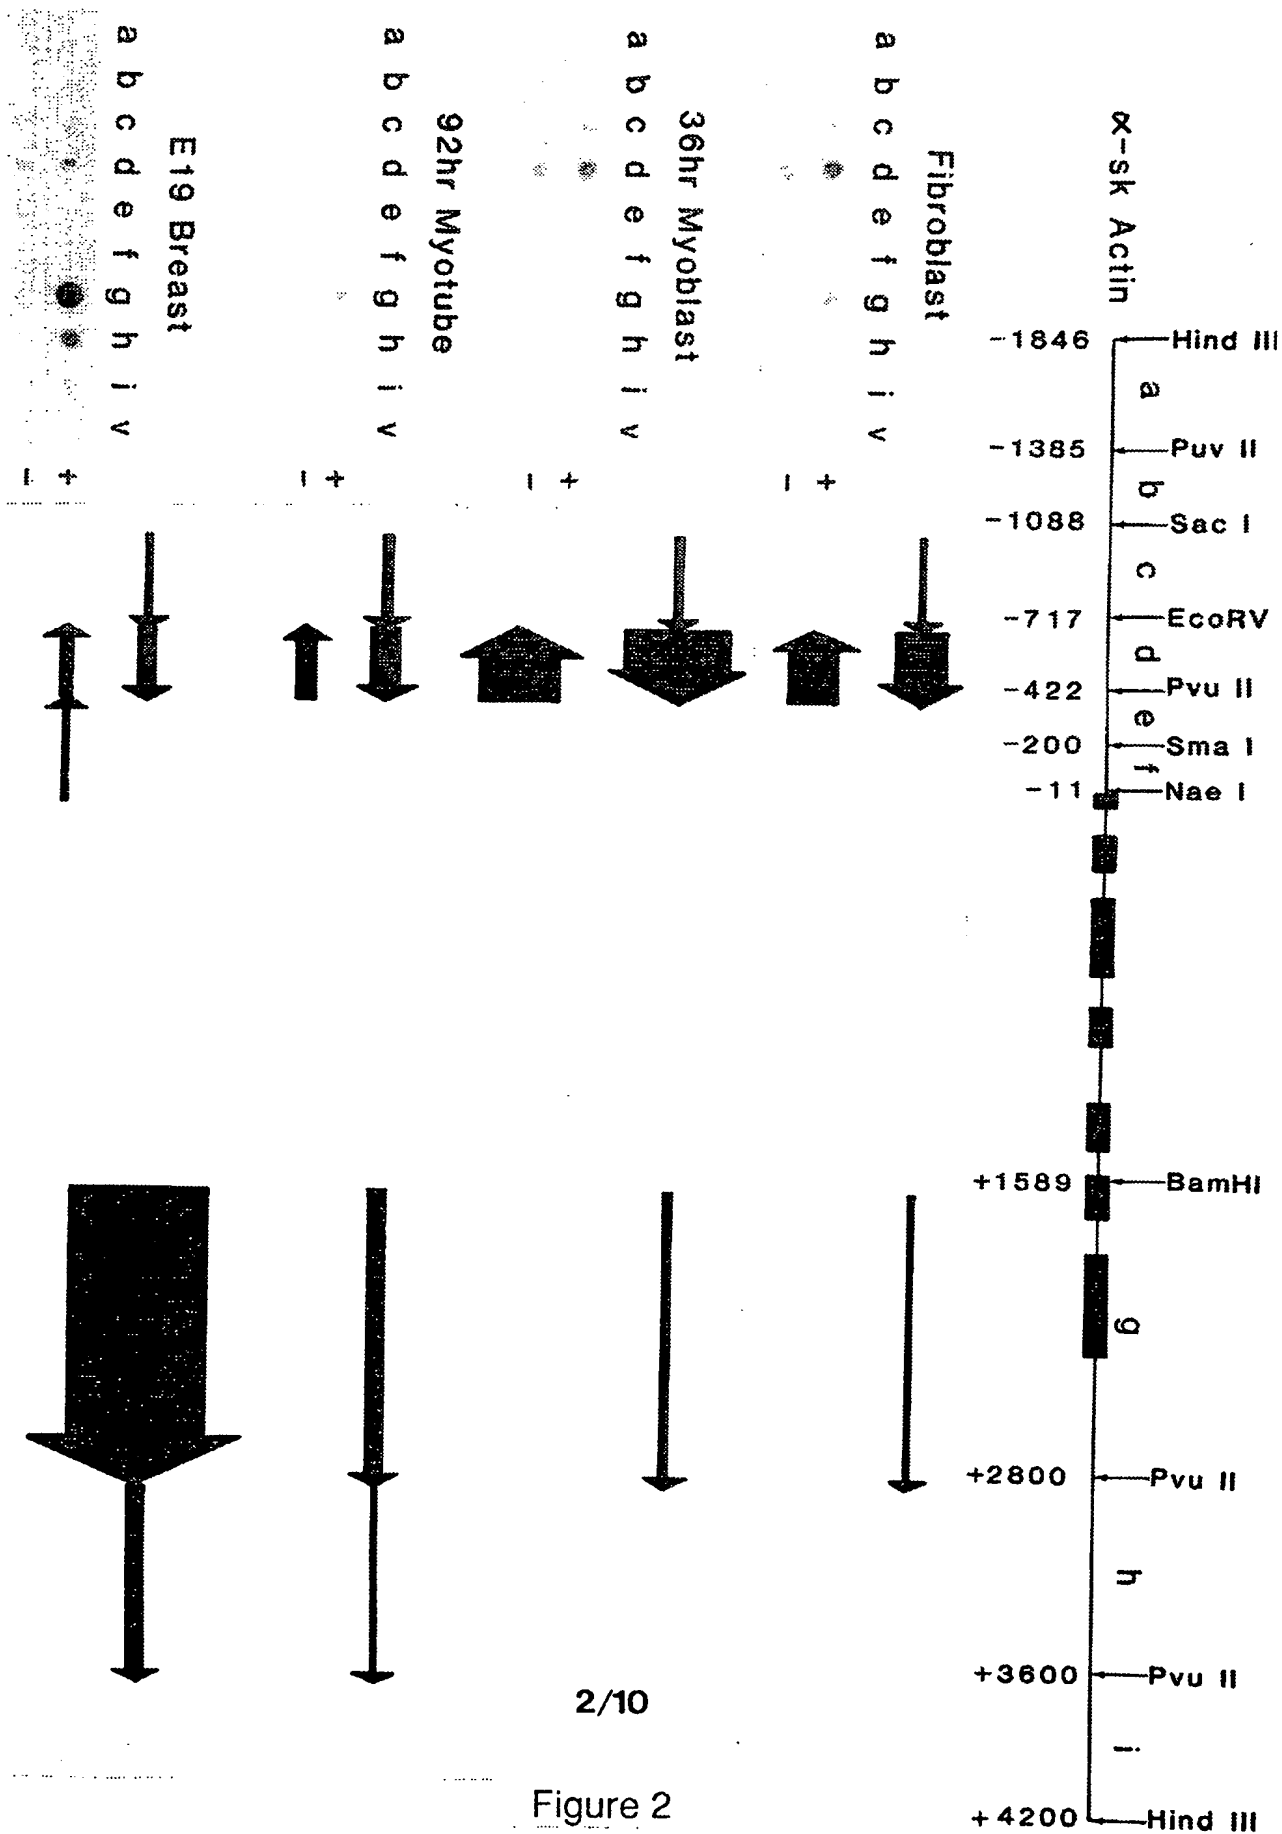 α-sk Actin
-1846 Hind III
a
-1385 Puv II
b
-1088 Sac I
c
-717 EcoRV
d
-422 Pvu II
e
-200 Sma I
f
-11 Nae I
+1589 BamHI
g
+2800 Pvu II
h
+3600 Pvu II
i
+4200 Hind III
Fibroblast
a b c d e f g h i v
+
-
36hr Myoblast
a b c d e f g h i v
+
-
92hr Myotube
a b c d e f g h i v
+
-
E19 Breast
a b c d e f g h i v
+
-
2/10
Figure 2